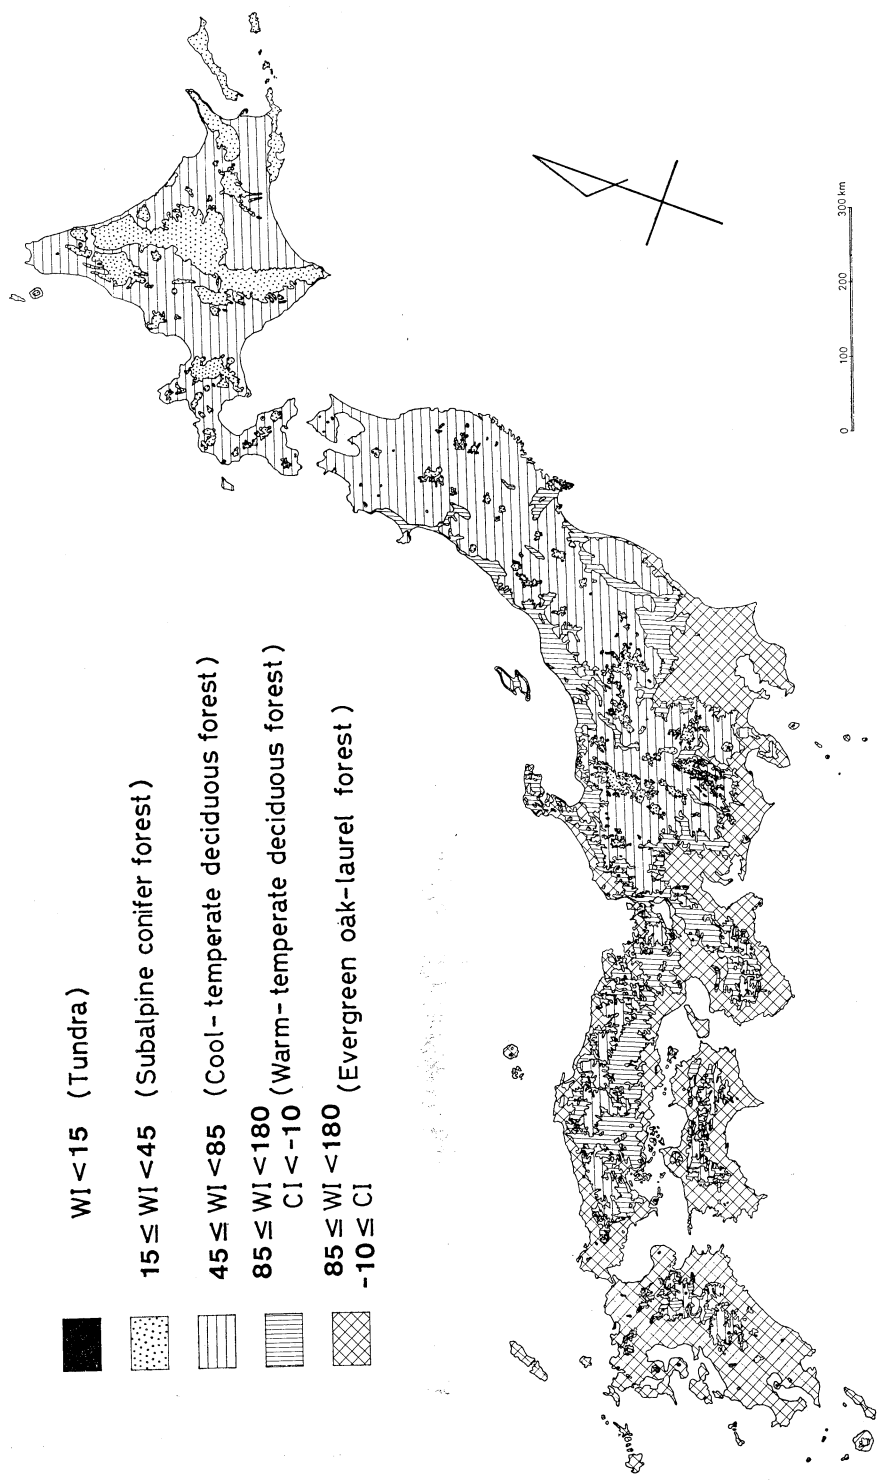 WI < 15 (Tundra)
15 ≤ WI < 45 (Subalpine conifer forest)
45 ≤ WI < 85 (Cool-temperate deciduous forest)
85 ≤ WI < 180 (Warm-temperate deciduous forest)
CI < -10
85 ≤ WI < 180 (Evergreen oak-laurel forest)
-10 ≤ CI
0 100 200 300 km